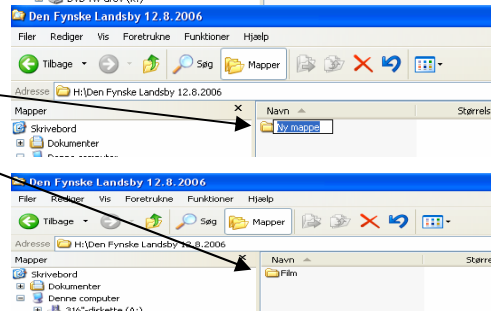 Den Fynske Landsby 12.8.2006
Filer Rediger Vis Foretrukne Funktioner Hjælp
Tilbage Søg Mapper
Adresse H:\Den Fynske Landsby 12.8.2006
Mapper × Navn Størrels
Skrivebord Ny mappe
Dokumenter
Denne computer
Den Fynske Landsby 12.8.2006
Filer Rediger Vis Foretrukne Funktioner Hjælp
Tilbage Søg Mapper
Adresse H:\Den Fynske Landsby 12.8.2006
Mapper × Navn Større
Skrivebord Film
Dokumenter
Denne computer
3½"-diskette (A:)